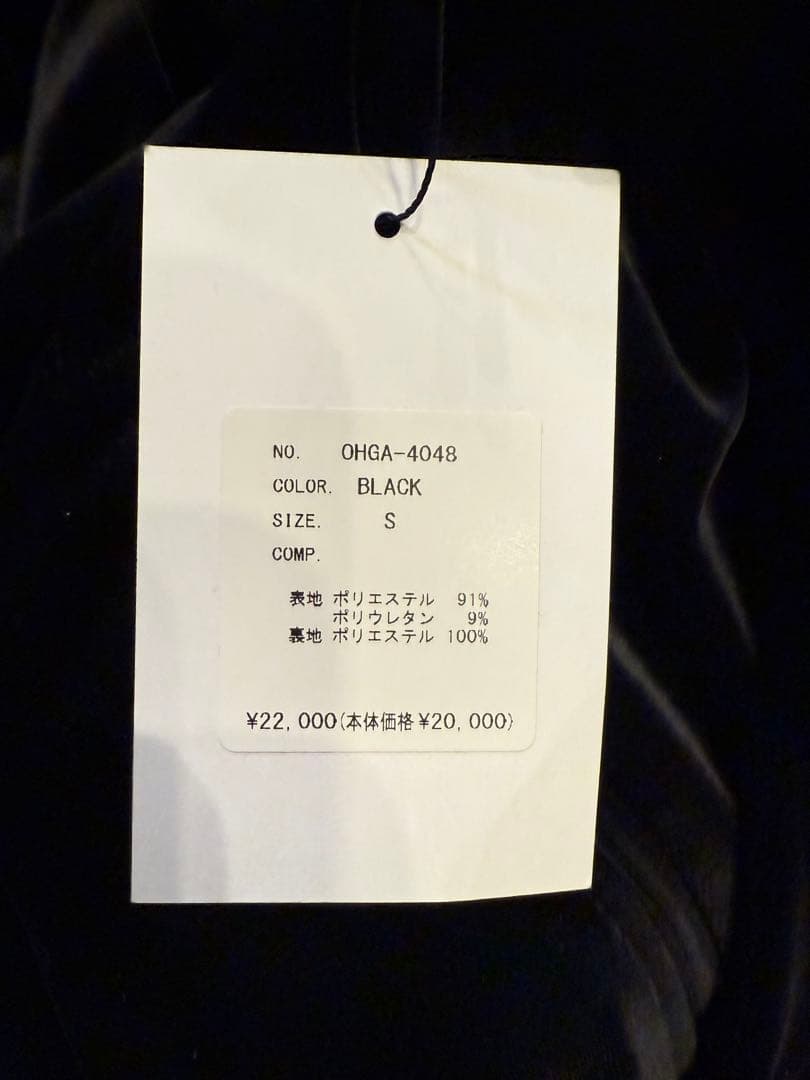 NO. OHGA-4048
COLOR. BLACK
SIZE. S
COMP.
表地 ポリエステル 91%
ポリウレタン 9%
裏地 ポリエステル 100%
¥22,000(本体価格¥20,000)